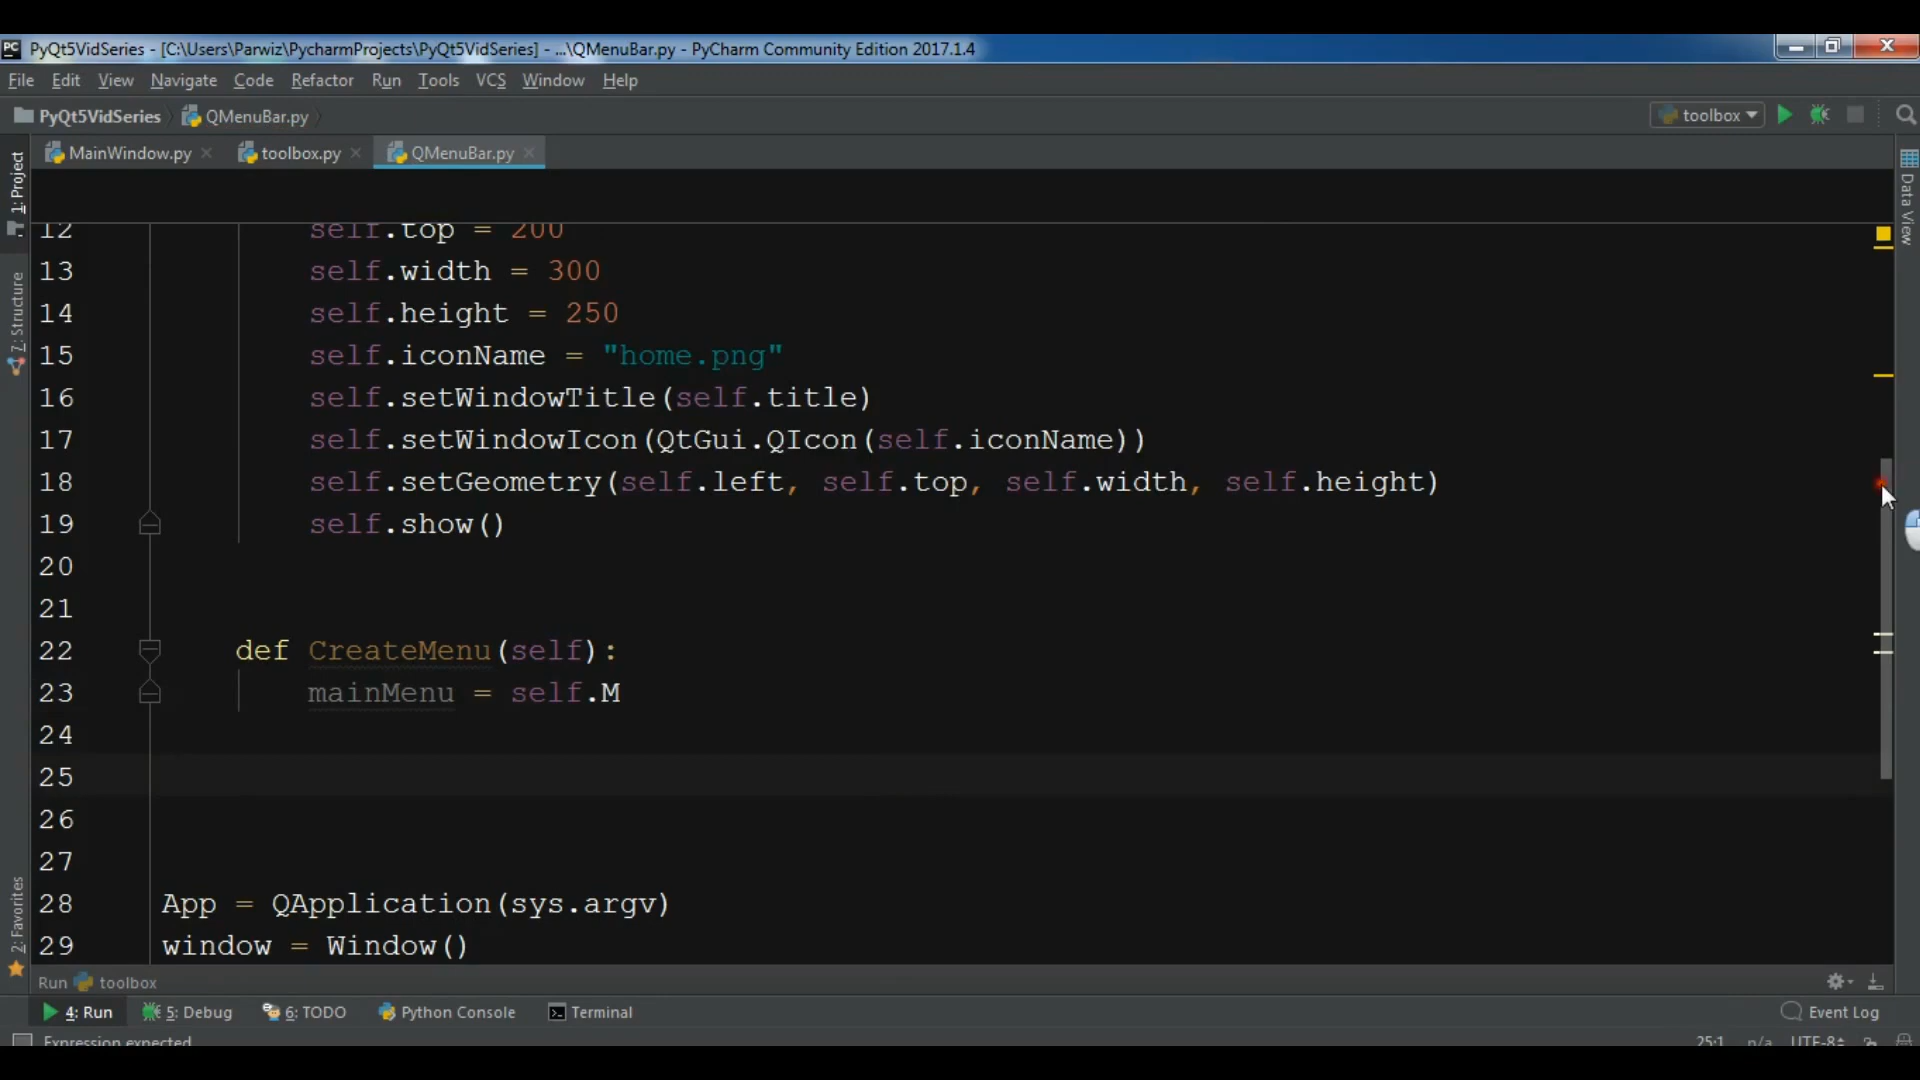 PyQt5VidSeries - [C:\Users\Parwiz\PycharmProjects\PyQt5VidSeries] - ...\QMenuBar.py - PyCharm Community Edition 2017.1.4
File Edit View Navigate Code Refactor Run Tools VCS Window Help
PyQt5VidSeries QMenuBar.py toolbox
MainWindow.py toolbox.py QMenuBar.py
1: Project
7: Structure
2: Favorites
Data View
12 self.top = 200
13 self.width = 300
14 self.height = 250
15 self.iconName = "home.png"
16 self.setWindowTitle(self.title)
17 self.setWindowIcon(QtGui.QIcon(self.iconName))
18 self.setGeometry(self.left, self.top, self.width, self.height)
19 self.show()
20
21
22 def CreateMenu(self):
23 mainMenu = self.M
24
25
26
27
28 App = QApplication(sys.argv)
29 window = Window()
Run toolbox
4: Run 5: Debug 6: TODO Python Console Terminal Event Log
Expression expected 25:1 n/a UTF-8